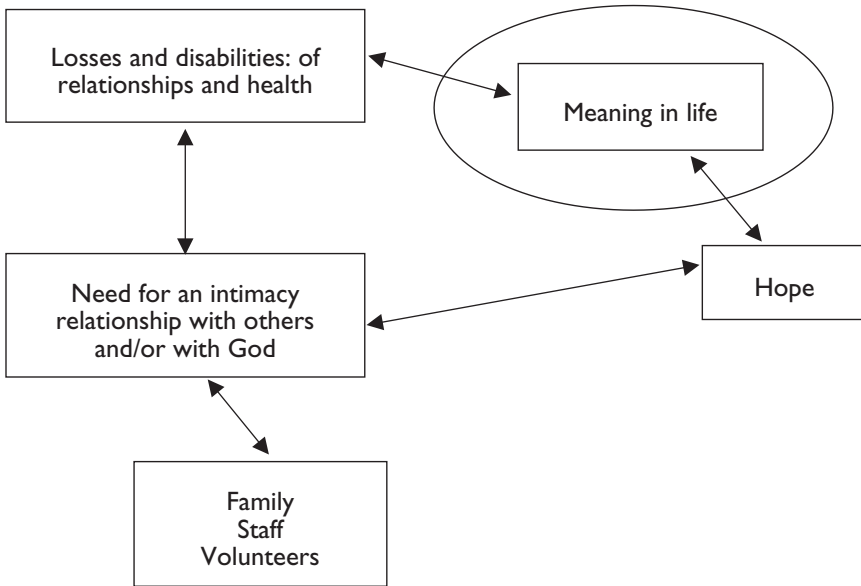 Losses and disabilities: of
relationships and health
Meaning in life
Need for an intimacy
relationship with others
and/or with God
Hope
Family
Staff
Volunteers